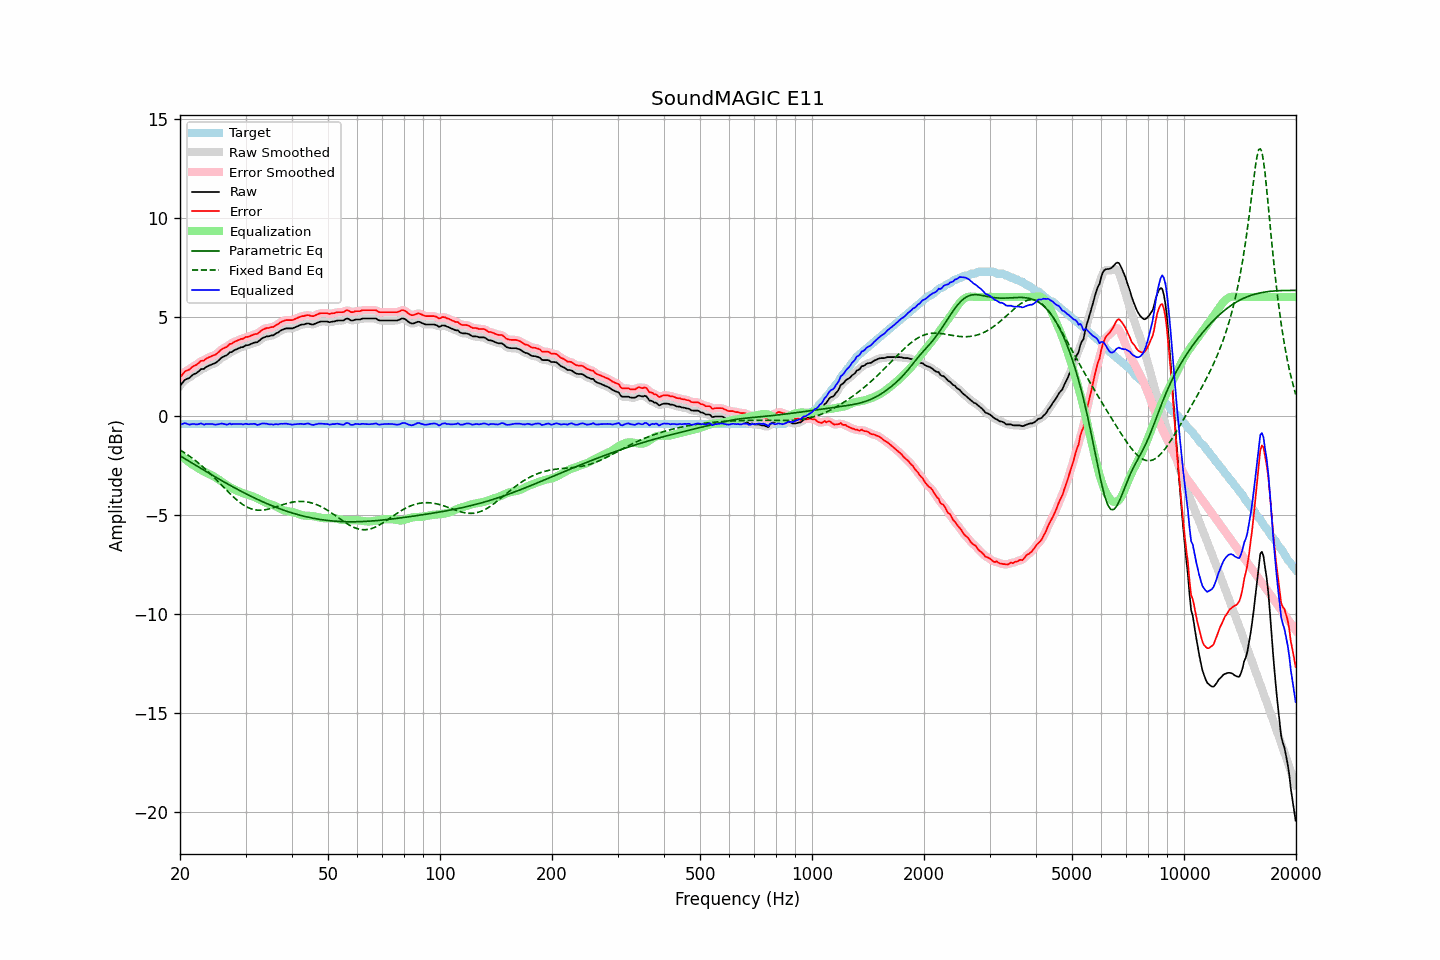 SoundMAGIC E11
Target
Raw Smoothed
Error Smoothed
Raw
Error
Equalization
Parametric Eq
Fixed Band Eq
Equalized
15
10
5
0
−5
−10
−15
−20
Amplitude (dBr)
20 50 100 200 500 1000 2000 5000 10000 20000
Frequency (Hz)